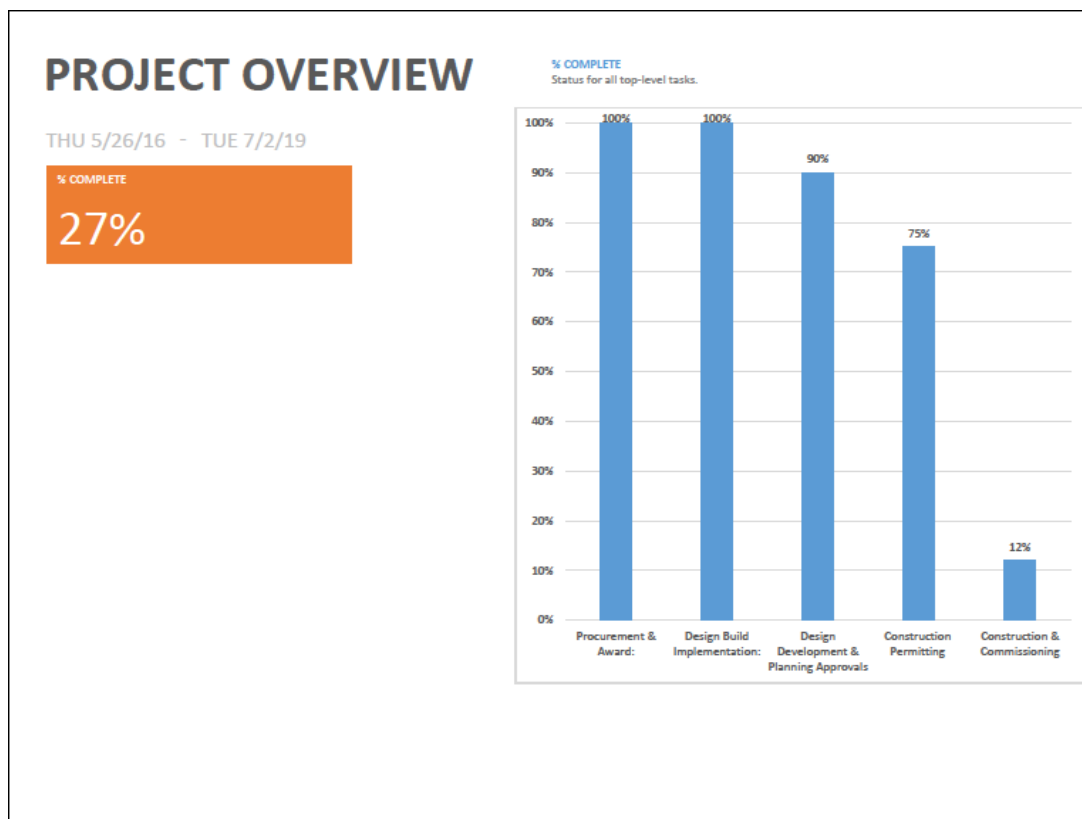 PROJECT OVERVIEW
THU 5/26/16 - TUE 7/2/19
% COMPLETE
27%
% COMPLETE
Status for all top-level tasks.
100%
90%
80%
70%
60%
50%
40%
30%
20%
10%
0%
100%
100%
90%
75%
12%
Procurement &
Award:
Design Build
Implementation:
Design
Development &
Planning Approvals
Construction
Permitting
Construction &
Commissioning